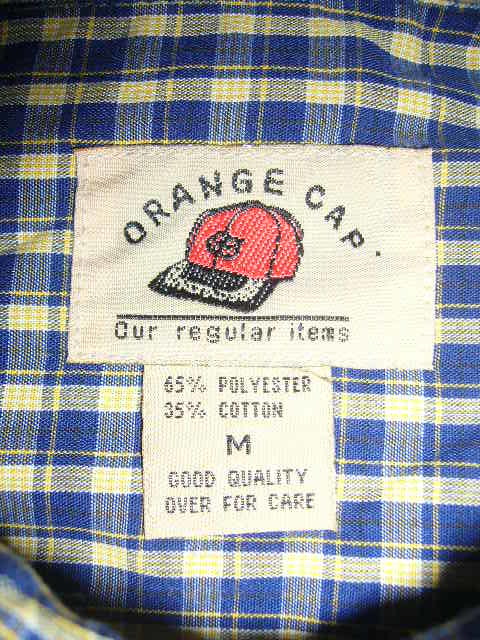 ORANGE CAP.
Our regular items
65% POLYESTER
35% COTTON
M
GOOD QUALITY
OVER FOR CARE